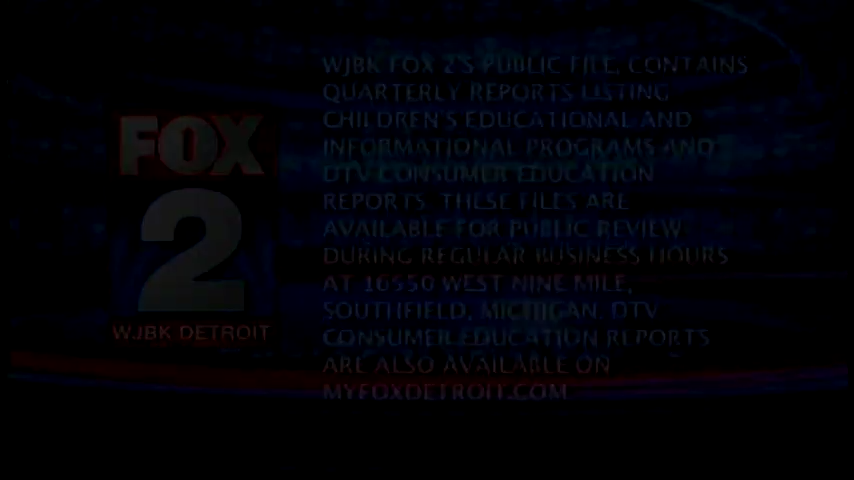 FOX
2
WJBK DETROIT
WJBK FOX 2'S PUBLIC FILE, CONTAINS
QUARTERLY REPORTS LISTING
CHILDREN'S EDUCATIONAL AND
INFORMATIONAL PROGRAMS AND
DTV CONSUMER EDUCATION
REPORTS. THESE FILES ARE
AVAILABLE FOR PUBLIC REVIEW
DURING REGULAR BUSINESS HOURS
AT 16550 WEST NINE MILE,
SOUTHFIELD, MICHIGAN. DTV
CONSUMER EDUCATION REPORTS
ARE ALSO AVAILABLE ON
MYFOXDETROIT.COM